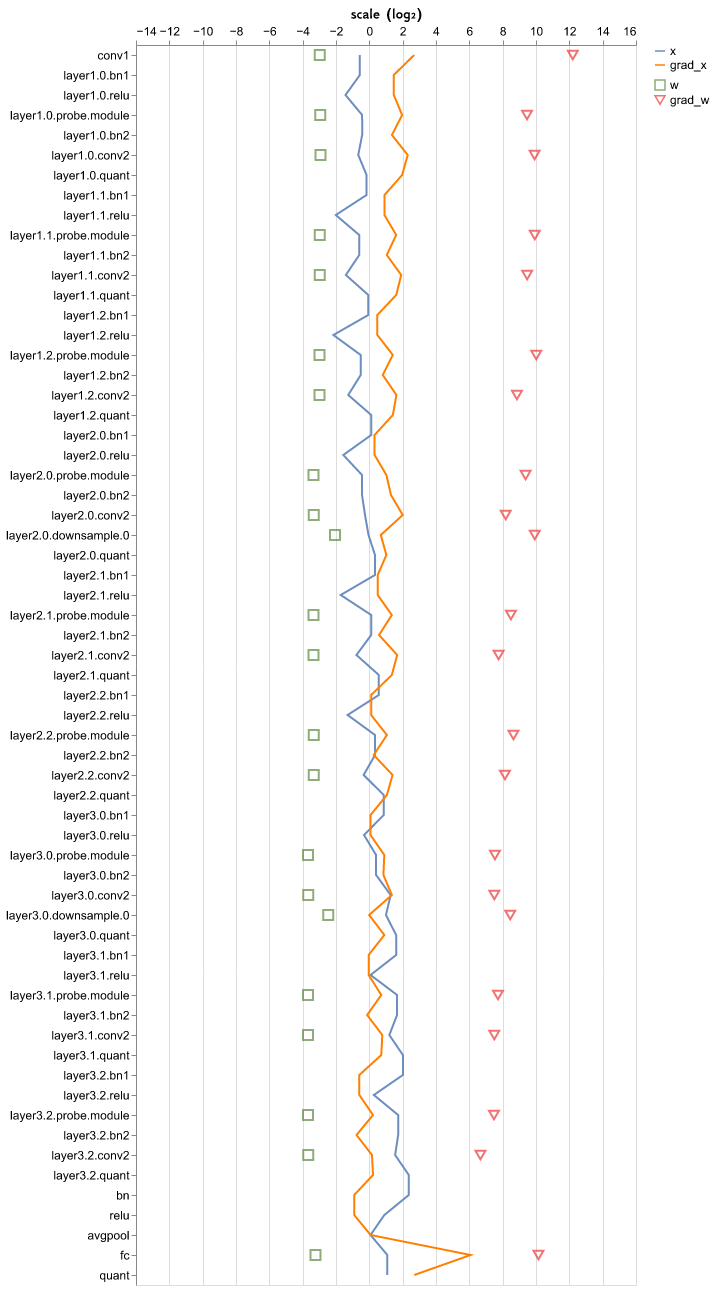 scale (log₂)
−14 −12 −10 −8 −6 −4 −2 0 2 4 6 8 10 12 14 16
x
grad_x
w
grad_w
conv1
layer1.0.bn1
layer1.0.relu
layer1.0.probe.module
layer1.0.bn2
layer1.0.conv2
layer1.0.quant
layer1.1.bn1
layer1.1.relu
layer1.1.probe.module
layer1.1.bn2
layer1.1.conv2
layer1.1.quant
layer1.2.bn1
layer1.2.relu
layer1.2.probe.module
layer1.2.bn2
layer1.2.conv2
layer1.2.quant
layer2.0.bn1
layer2.0.relu
layer2.0.probe.module
layer2.0.bn2
layer2.0.conv2
layer2.0.downsample.0
layer2.0.quant
layer2.1.bn1
layer2.1.relu
layer2.1.probe.module
layer2.1.bn2
layer2.1.conv2
layer2.1.quant
layer2.2.bn1
layer2.2.relu
layer2.2.probe.module
layer2.2.bn2
layer2.2.conv2
layer2.2.quant
layer3.0.bn1
layer3.0.relu
layer3.0.probe.module
layer3.0.bn2
layer3.0.conv2
layer3.0.downsample.0
layer3.0.quant
layer3.1.bn1
layer3.1.relu
layer3.1.probe.module
layer3.1.bn2
layer3.1.conv2
layer3.1.quant
layer3.2.bn1
layer3.2.relu
layer3.2.probe.module
layer3.2.bn2
layer3.2.conv2
layer3.2.quant
bn
relu
avgpool
fc
quant